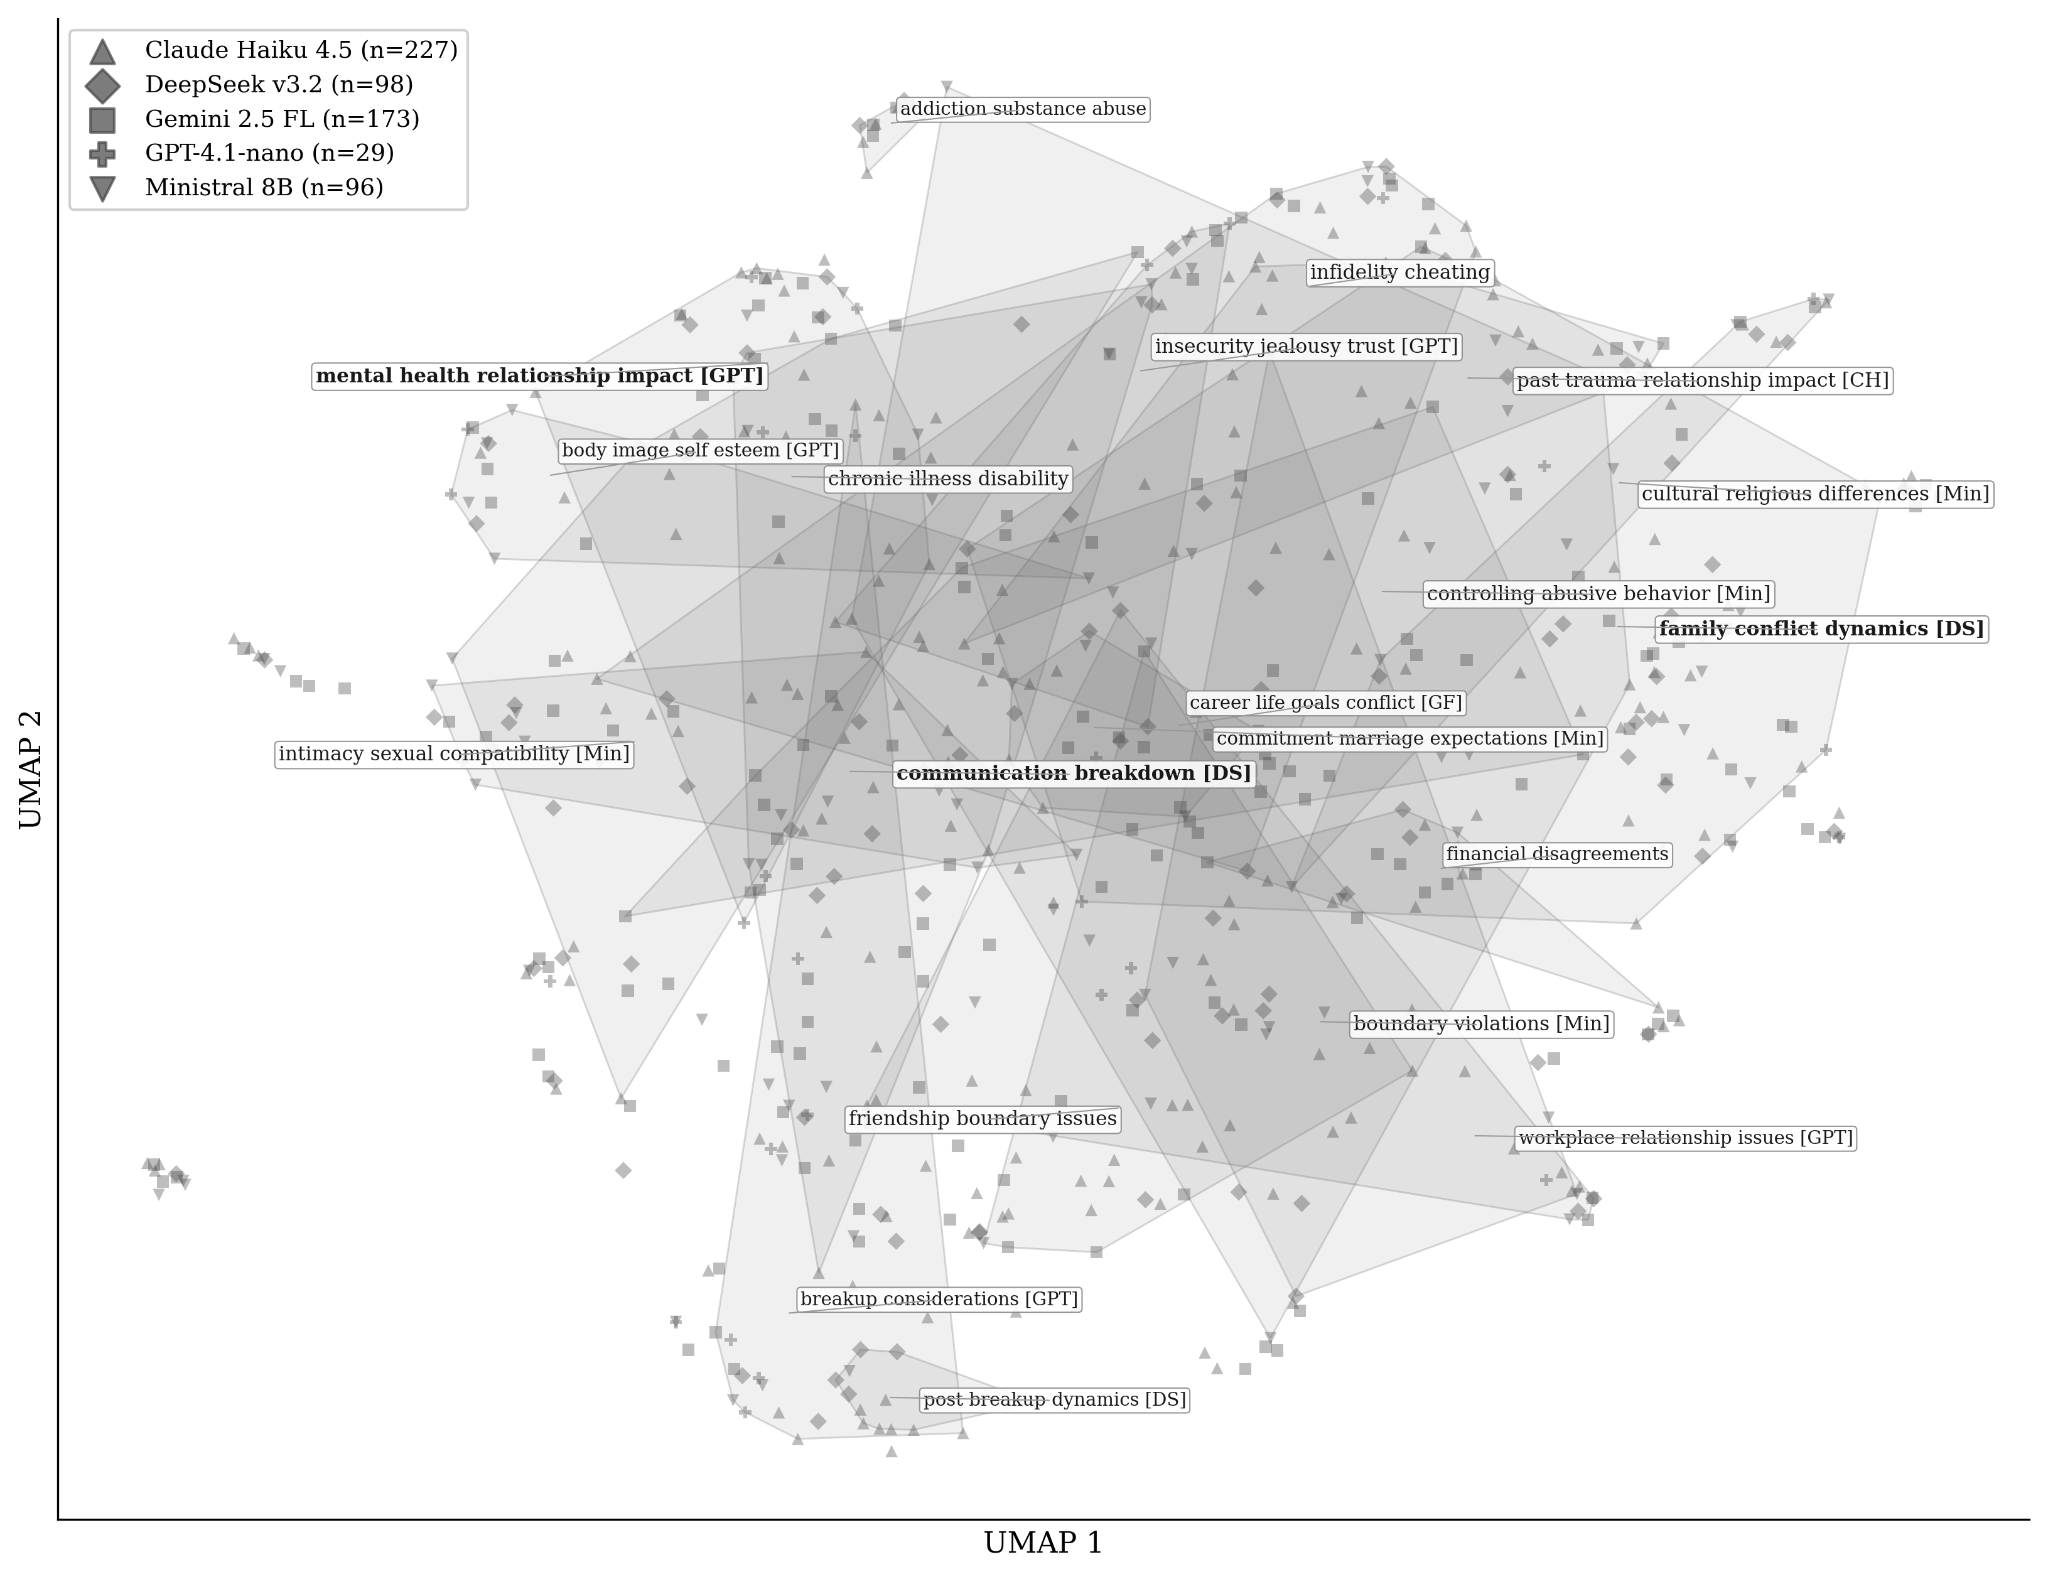 Claude Haiku 4.5 (n=227)
DeepSeek v3.2 (n=98)
Gemini 2.5 FL (n=173)
GPT-4.1-nano (n=29)
Ministral 8B (n=96)
addiction substance abuse
infidelity cheating
insecurity jealousy trust [GPT]
mental health relationship impact [GPT]
past trauma relationship impact [CH]
body image self esteem [GPT]
chronic illness disability
cultural religious differences [Min]
controlling abusive behavior [Min]
family conflict dynamics [DS]
career life goals conflict [GF]
commitment marriage expectations [Min]
intimacy sexual compatibility [Min]
communication breakdown [DS]
financial disagreements
boundary violations [Min]
friendship boundary issues
workplace relationship issues [GPT]
breakup considerations [GPT]
post breakup dynamics [DS]
UMAP 2
UMAP 1